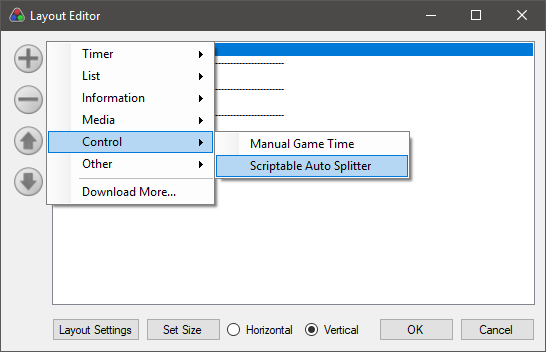 Layout Editor
Timer
List
Information
Media
Control
Other
Download More...
Manual Game Time
Scriptable Auto Splitter
Layout Settings
Set Size
Horizontal
Vertical
OK
Cancel